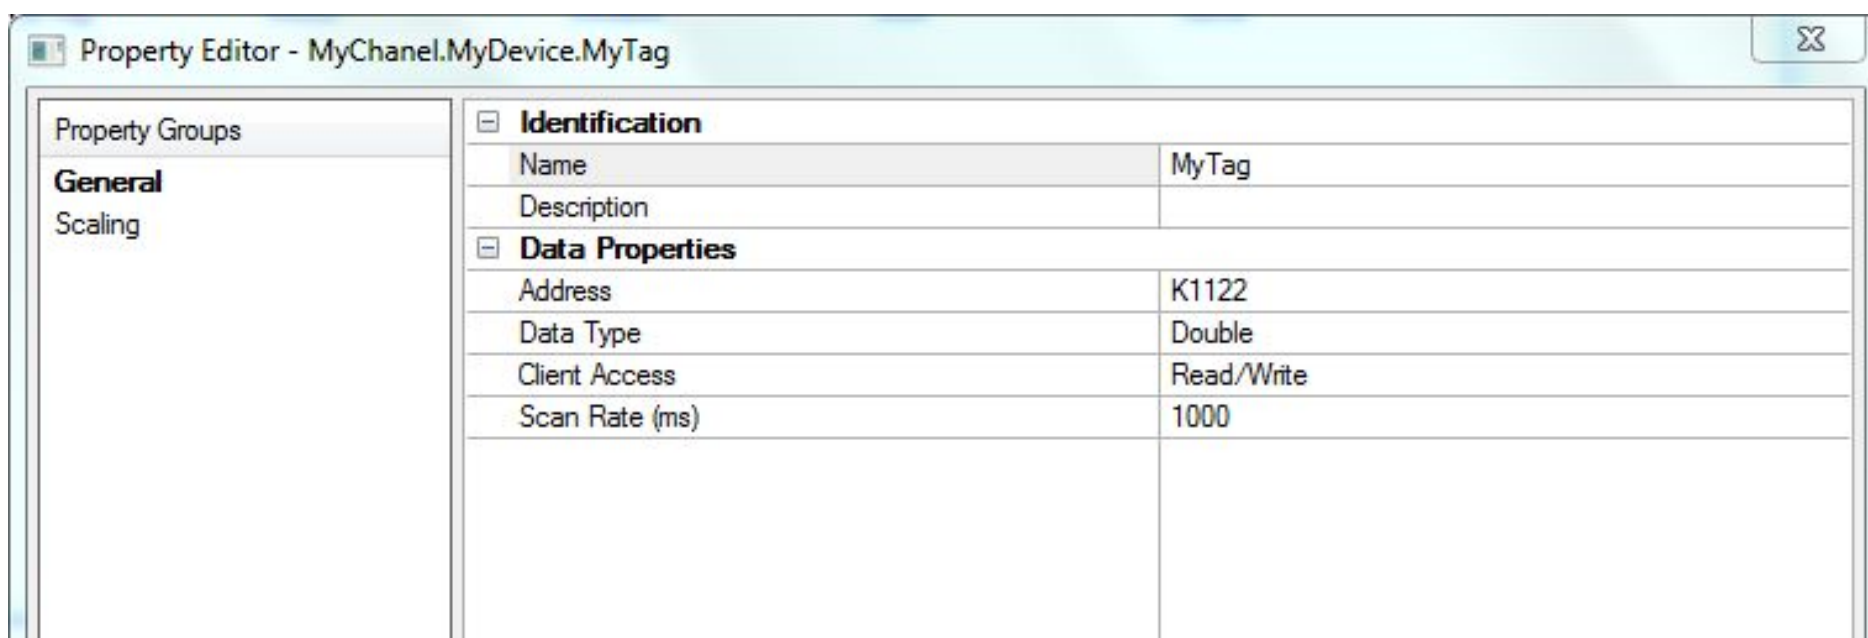 Property Editor - MyChanel.MyDevice.MyTag
Property Groups
General
Scaling
Identification
Name MyTag
Description
Data Properties
Address K1122
Data Type Double
Client Access Read/Write
Scan Rate (ms) 1000